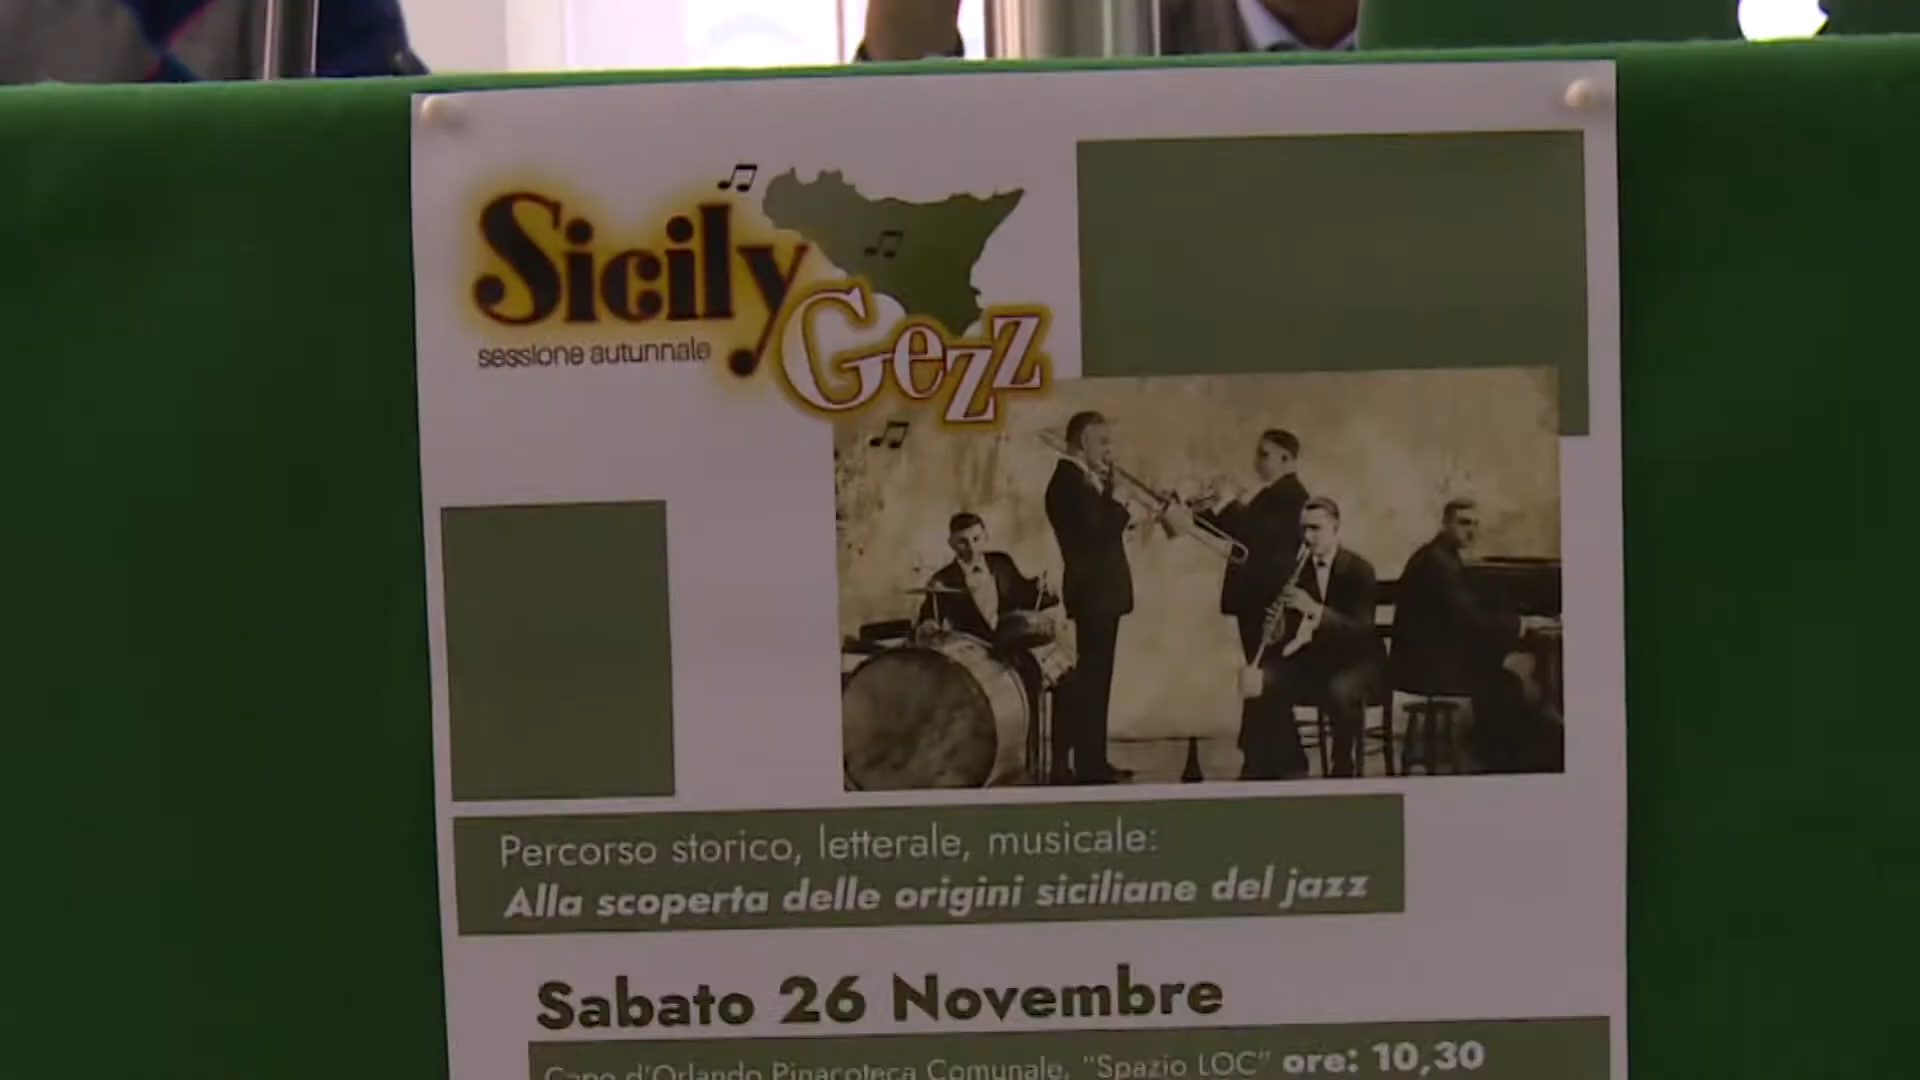 Sicily
Gezz
sessione autunnale
Percorso storico, letterale, musicale:
Alla scoperta delle origini siciliane del jazz
Sabato 26 Novembre
Capo d'Orlando Pinacoteca Comunale, "Spazio LOC" ore: 10,30